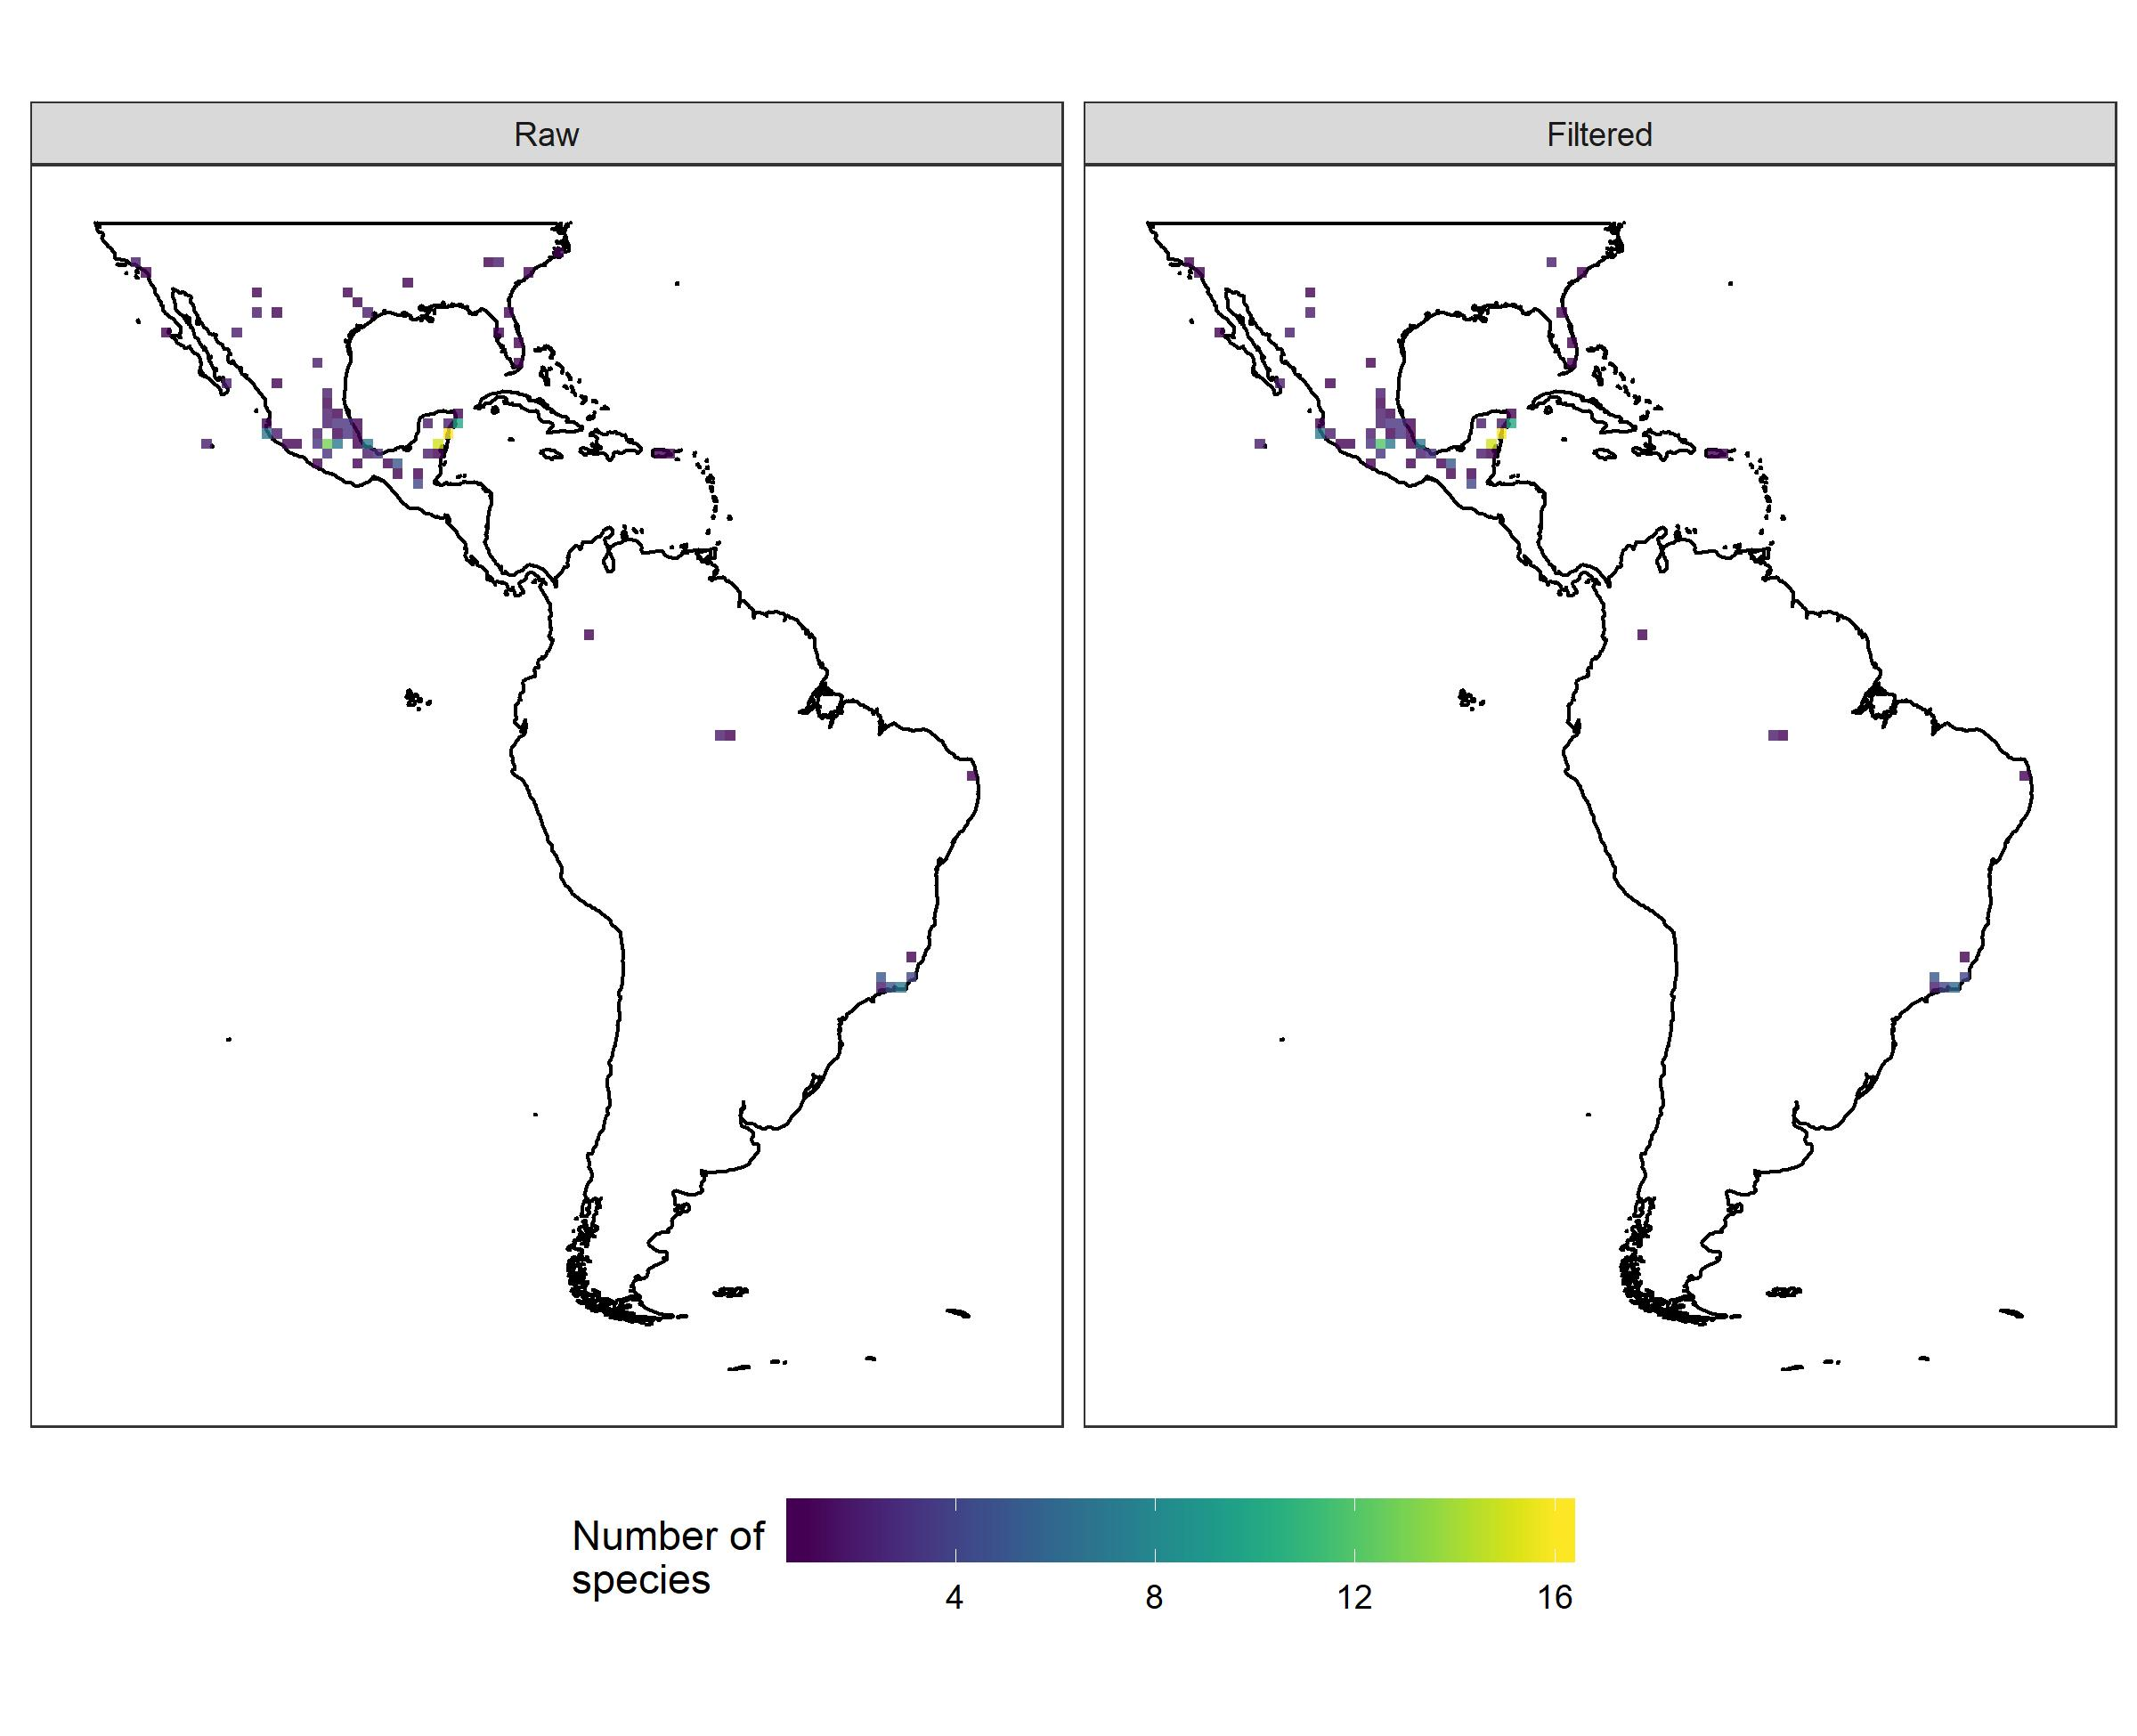 Raw
Filtered
Number of
species
4
8
12
16